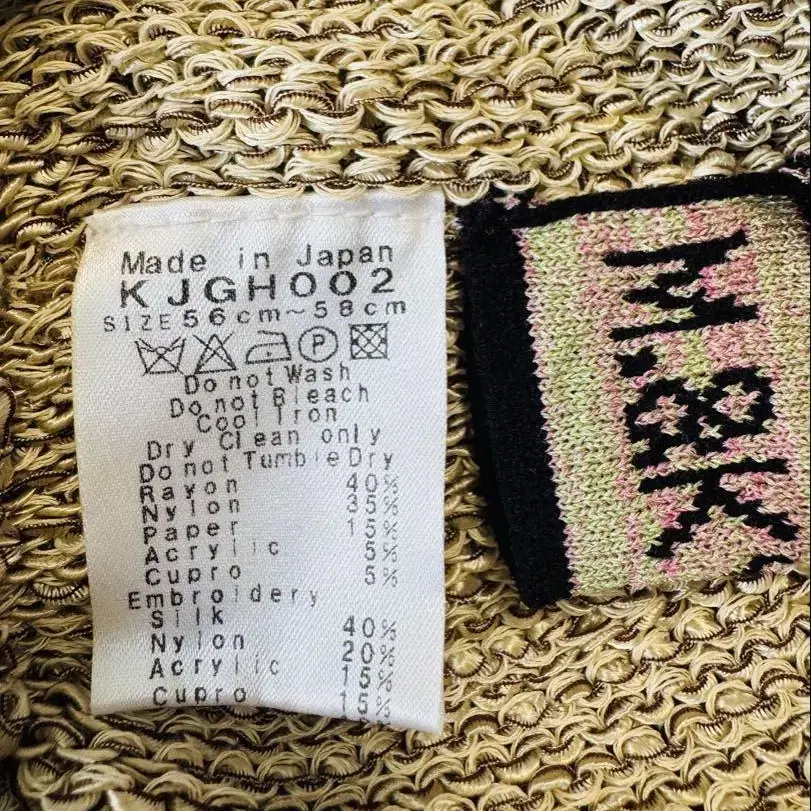 Made in Japan
KJGH002
SIZE 56cm~58cm
P
Do not Wash
Do not Bleach
Cool Iron
Dry Clean only
Do not Tumble Dry
Rayon 40%
Nylon 35%
Paper 15%
Acrylic 5%
Cupro 5%
Embroidery
Silk 40%
Nylon 20%
Acrylic 15%
Cupro 15%